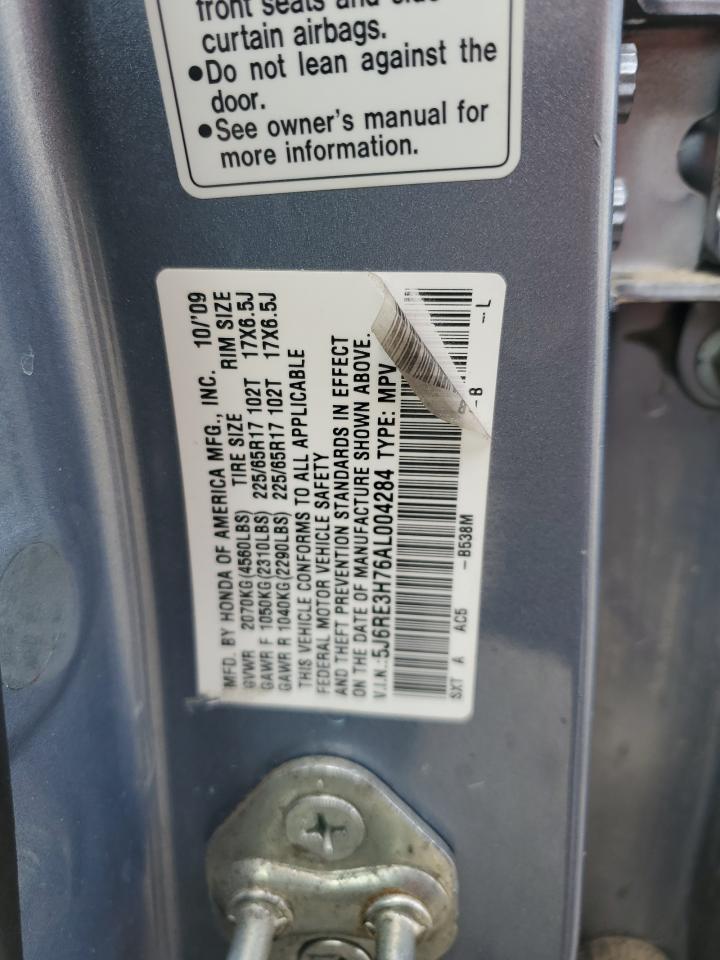 front seats and side
curtain airbags.
●Do not lean against the
door.
●See owner's manual for
more information.
MFD. BY HONDA OF AMERICA MFG., INC. 10/'09
GVWR 2070KG(4560LBS) TIRE SIZE RIM SIZE
GAWR F 1050KG(2310LBS) 225/65R17 102T 17X6.5J
GAWR R 1040KG(2290LBS) 225/65R17 102T 17X6.5J
THIS VEHICLE CONFORMS TO ALL APPLICABLE
FEDERAL MOTOR VEHICLE SAFETY
AND THEFT PREVENTION STANDARDS IN EFFECT
ON THE DATE OF MANUFACTURE SHOWN ABOVE.
V.I.N.:5J6RE3H76AL004284 TYPE: MPV
SXT A AC5 -B538M -B --L